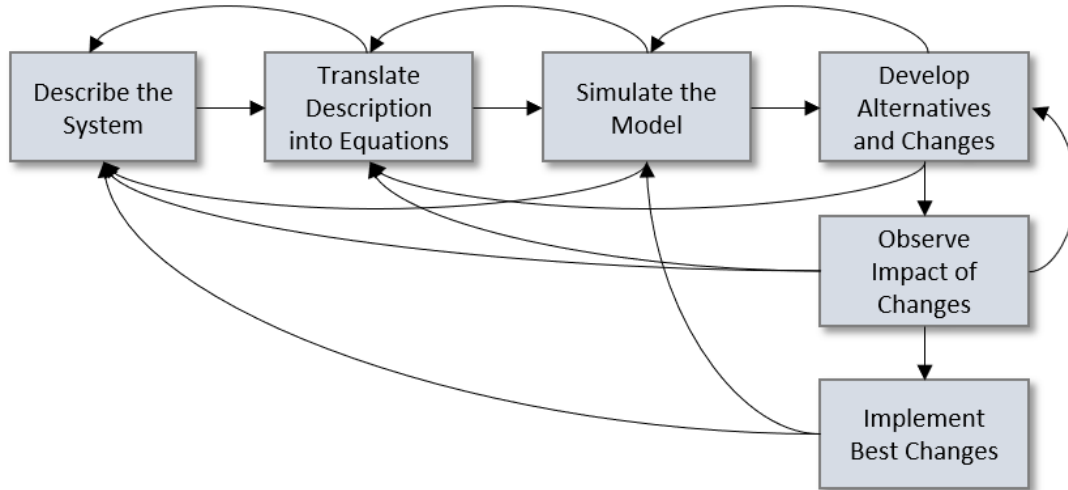 Describe the
System
Translate
Description
into Equations
Simulate the
Model
Develop
Alternatives
and Changes
Observe
Impact of
Changes
Implement
Best Changes